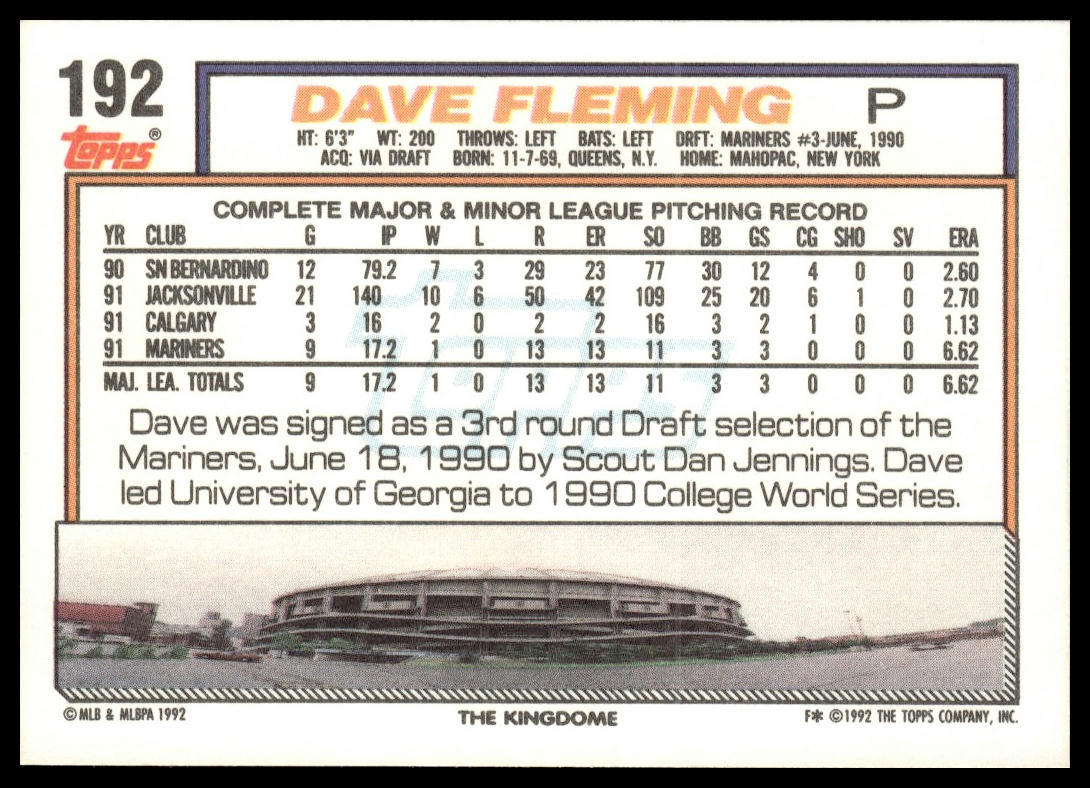 192
Topps®
DAVE FLEMING P
HT: 6'3" WT: 200 THROWS: LEFT BATS: LEFT DRFT: MARINERS #3-JUNE, 1990
ACQ: VIA DRAFT BORN: 11-7-69, QUEENS, N.Y. HOME: MAHOPAC, NEW YORK
COMPLETE MAJOR & MINOR LEAGUE PITCHING RECORD
YR CLUB G IP W L R ER SO BB GS CG SHO SV ERA
90 SN BERNARDINO 12 79.2 7 3 29 23 77 30 12 4 0 0 2.60
91 JACKSONVILLE 21 140 10 6 50 42 109 25 20 6 1 0 2.70
91 CALGARY 3 16 2 0 2 2 16 3 2 1 0 0 1.13
91 MARINERS 9 17.2 1 0 13 13 11 3 3 0 0 0 6.62
MAJ. LEA. TOTALS 9 17.2 1 0 13 13 11 3 3 0 0 0 6.62
Topps
Dave was signed as a 3rd round Draft selection of the
Mariners, June 18, 1990 by Scout Dan Jennings. Dave
led University of Georgia to 1990 College World Series.
© MLB & MLBPA 1992 THE KINGDOME F* © 1992 THE TOPPS COMPANY, INC.